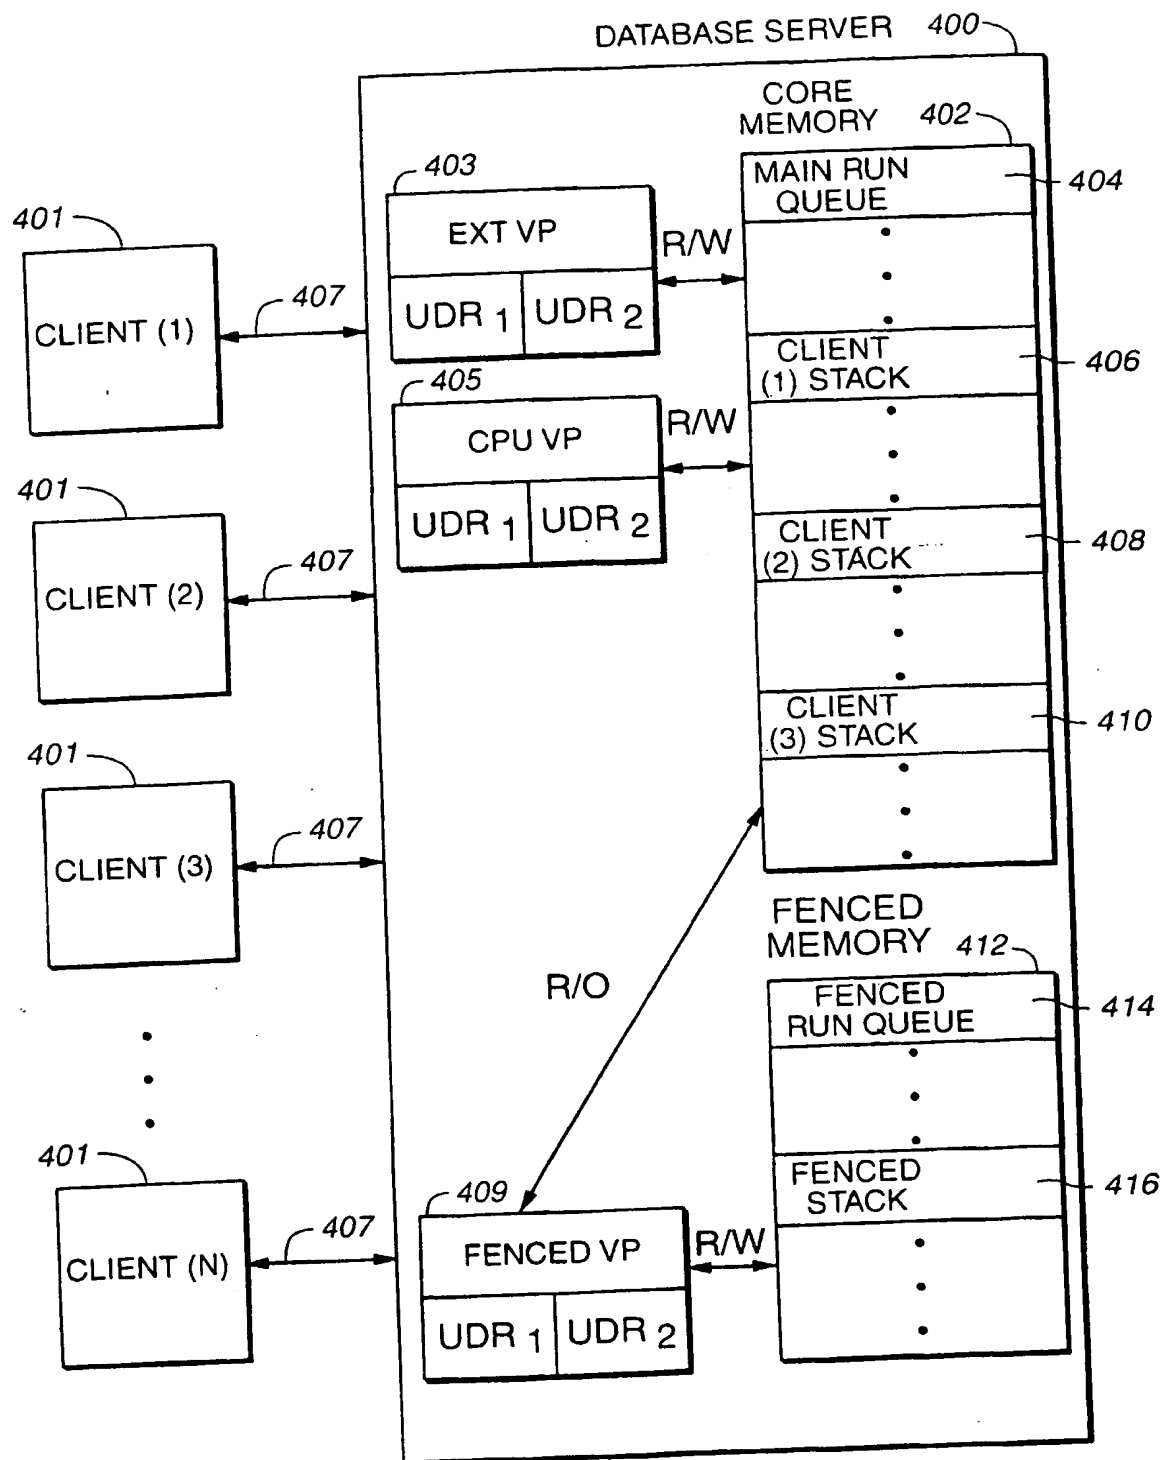 DATABASE SERVER 400
CORE
MEMORY 402
MAIN RUN
QUEUE
404
403
EXT VP
UDR 1 UDR 2
R/W
401
CLIENT (1)
407
CLIENT
(1) STACK
406
405
CPU VP
UDR 1 UDR 2
R/W
401
CLIENT (2)
407
CLIENT
(2) STACK
408
CLIENT
(3) STACK
410
401
CLIENT (3)
407
R/O
FENCED
MEMORY
412
FENCED
RUN QUEUE
414
FENCED
STACK
416
401
CLIENT (N)
407
409
FENCED VP
UDR 1 UDR 2
R/W